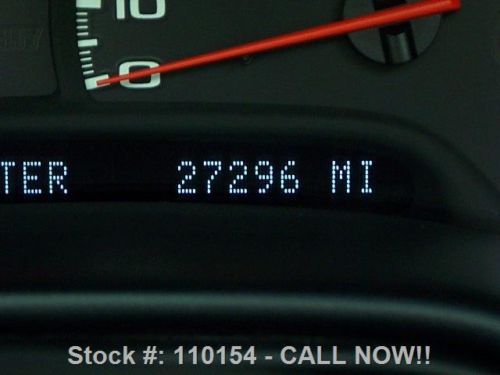 10
0
TER 27296 MI
Stock #: 110154 - CALL NOW!!